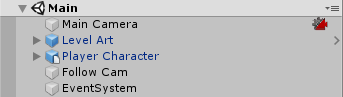 Main
Main Camera
Level Art
Player Character
Follow Cam
EventSystem